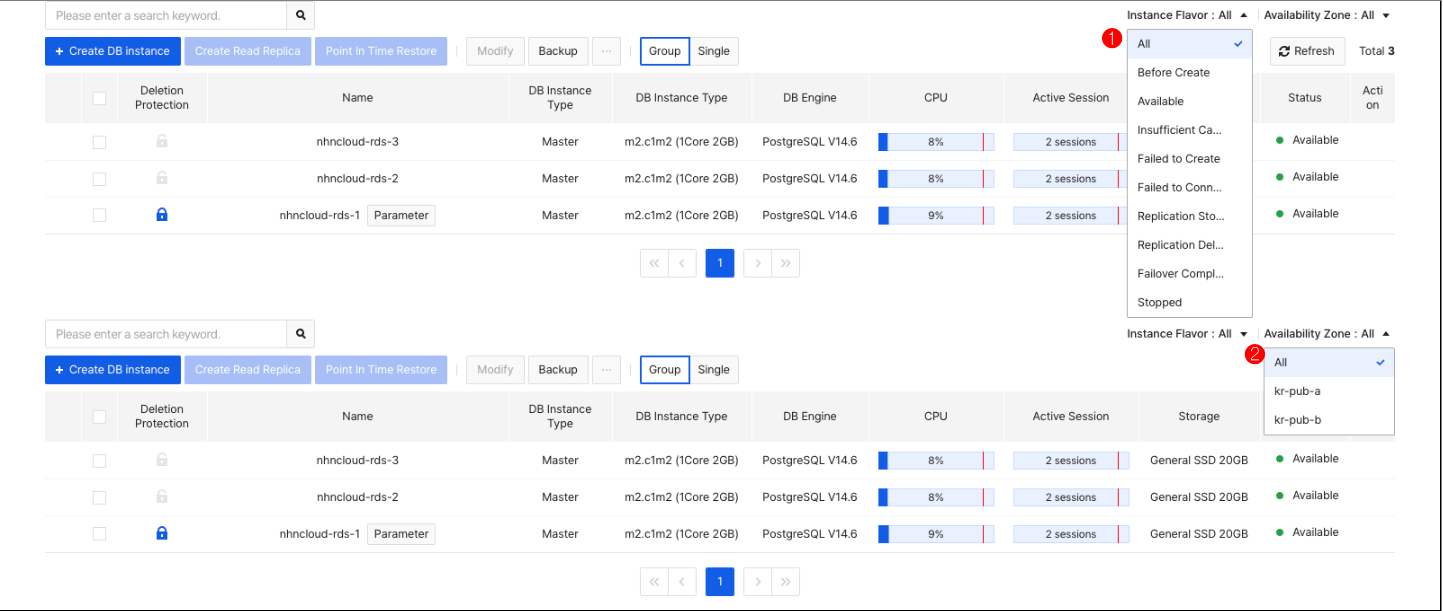 Please enter a search keyword.
Instance Flavor : All Availability Zone : All
+ Create DB instance Create Read Replica Point In Time Restore Modify Backup ... Group Single Refresh Total 3
1
All
Before Create
Available
Insufficient Ca...
Failed to Create
Failed to Conn...
Replication Sto...
Replication Del...
Failover Compl...
Stopped
Deletion Protection Name DB Instance Type DB Instance Type DB Engine CPU Active Session Status Acti on
nhncloud-rds-3 Master m2.c1m2 (1Core 2GB) PostgreSQL V14.6 8% 2 sessions Available
nhncloud-rds-2 Master m2.c1m2 (1Core 2GB) PostgreSQL V14.6 8% 2 sessions Available
nhncloud-rds-1 Parameter Master m2.c1m2 (1Core 2GB) PostgreSQL V14.6 9% 2 sessions Available
« < 1 > »
Please enter a search keyword.
Instance Flavor : All Availability Zone : All
+ Create DB instance Create Read Replica Point In Time Restore Modify Backup ... Group Single
2
All
kr-pub-a
kr-pub-b
Deletion Protection Name DB Instance Type DB Instance Type DB Engine CPU Active Session Storage
nhncloud-rds-3 Master m2.c1m2 (1Core 2GB) PostgreSQL V14.6 8% 2 sessions General SSD 20GB Available
nhncloud-rds-2 Master m2.c1m2 (1Core 2GB) PostgreSQL V14.6 8% 2 sessions General SSD 20GB Available
nhncloud-rds-1 Parameter Master m2.c1m2 (1Core 2GB) PostgreSQL V14.6 9% 2 sessions General SSD 20GB Available
« < 1 > »